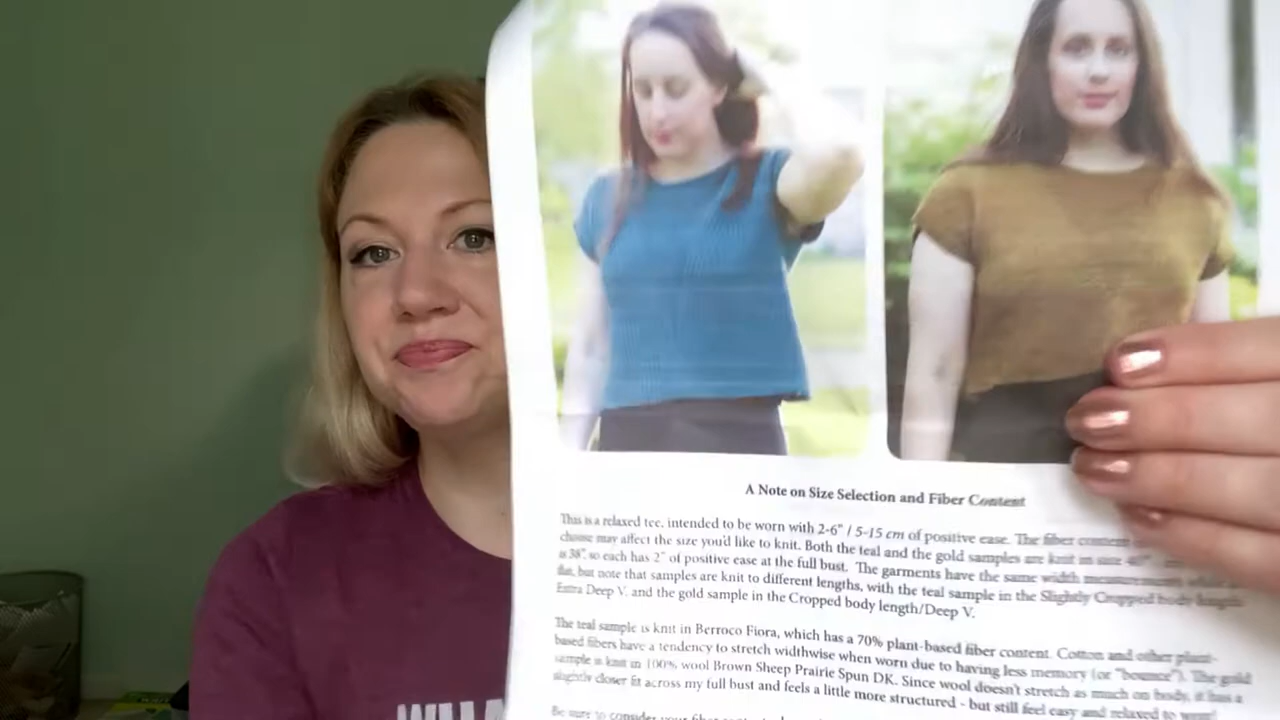 A Note on Size Selection and Fiber Content
This is a relaxed tee, intended to be worn with 2-6" / 5-15 cm of positive ease. The fiber content
choose may affect the size you'd like to knit. Both the teal and the gold samples are knit in size 40"
is 38", so each has 2" of positive ease at the full bust. The garments have the same width measurements
but note that samples are knit to different lengths, with the teal sample in the Slightly Cropped body length
Extra Deep V, and the gold sample in the Cropped body length/Deep V.
The teal sample is knit in Berroco Fiora, which has a 70% plant-based fiber content. Cotton and other plant-
based fibers have a tendency to stretch widthwise when worn due to having less memory (or "bounce"). The gold
sample is knit in 100% wool Brown Sheep Prairie Spun DK. Since wool doesn't stretch as much on body, it has a
slightly closer fit across my full bust and feels a little more structured - but still feel easy and relaxed to
Be sure to consider your fiber